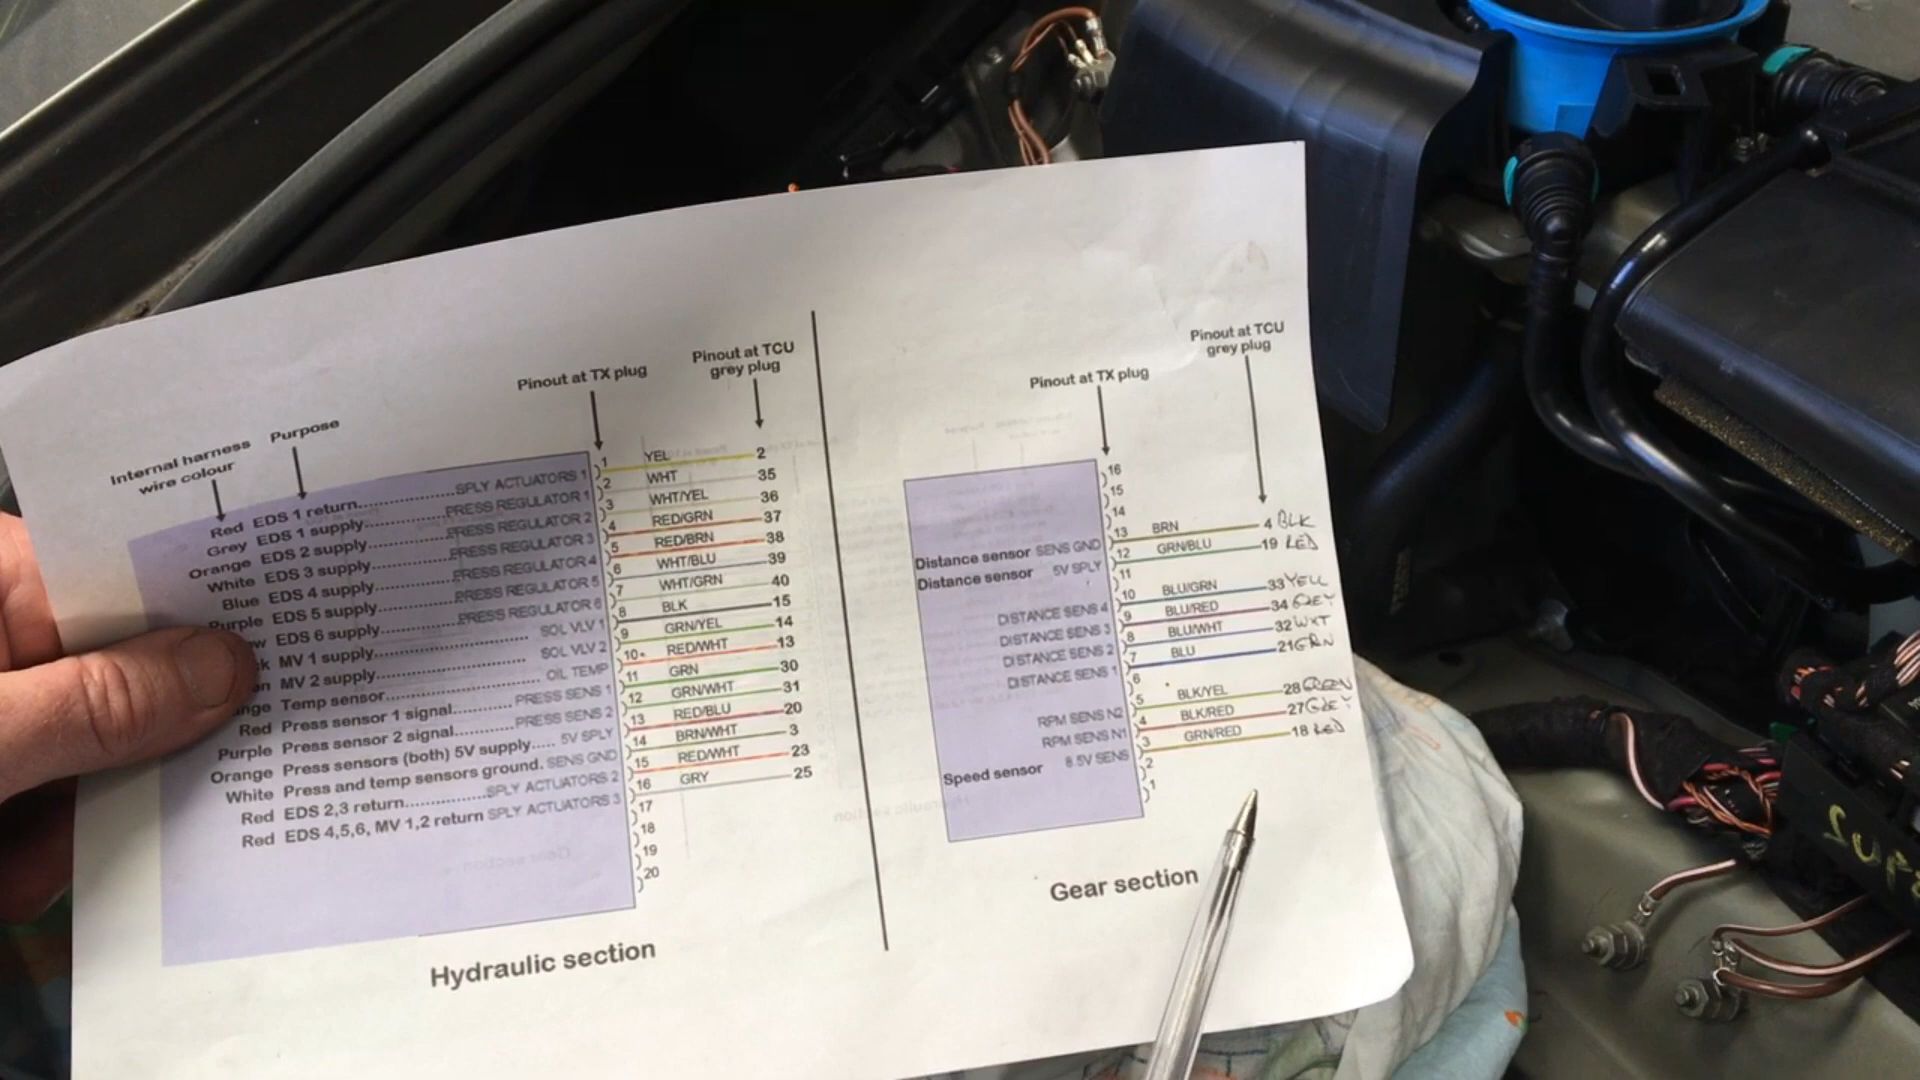 Internal harness
wire colour
Purpose
Pinout at TX plug
Pinout at TCU
grey plug
Red EDS 1 return SPLY ACTUATORS 1 1 YEL 2
Grey EDS 1 supply PRESS REGULATOR 1 2 WHT 35
Orange EDS 2 supply PRESS REGULATOR 2 3 WHT/YEL 36
White EDS 3 supply PRESS REGULATOR 3 4 RED/GRN 37
Blue EDS 4 supply PRESS REGULATOR 4 5 RED/BRN 38
Purple EDS 5 supply PRESS REGULATOR 5 6 WHT/BLU 39
w EDS 6 supply PRESS REGULATOR 6 7 WHT/GRN 40
k MV 1 supply SOL VLV 1 8 BLK 15
n MV 2 supply SOL VLV 2 9 GRN/YEL 14
nge Temp sensor OIL TEMP 10 RED/WHT 13
Red Press sensor 1 signal PRESS SENS 1 11 GRN 30
Purple Press sensor 2 signal PRESS SENS 2 12 GRN/WHT 31
Orange Press sensors (both) 5V supply 5V SPLY 13 RED/BLU 20
White Press and temp sensors ground. SENS GND 14 BRN/WHT 3
Red EDS 2,3 return SPLY ACTUATORS 2 15 RED/WHT 23
Red EDS 4,5,6, MV 1,2 return SPLY ACTUATORS 3 16 GRY 25
17
18
19
20
Hydraulic section
Pinout at TX plug
Pinout at TCU
grey plug
16
15
14
Distance sensor SENS GND 13 BRN 4 BLK
Distance sensor 5V SPLY 12 GRN/BLU 19 RED
11
DISTANCE SENS 4 10 BLU/GRN 33 YELL
DISTANCE SENS 3 9 BLU/RED 34 GREY
DISTANCE SENS 2 8 BLU/WHT 32 WHT
DISTANCE SENS 1 7 BLU 21 GRN
6
RPM SENS N2 5 BLK/YEL 28 GREEN
RPM SENS N1 4 BLK/RED 27 GREY
Speed sensor 8.5V SENS 3 GRN/RED 18 RED
2
1
Gear section